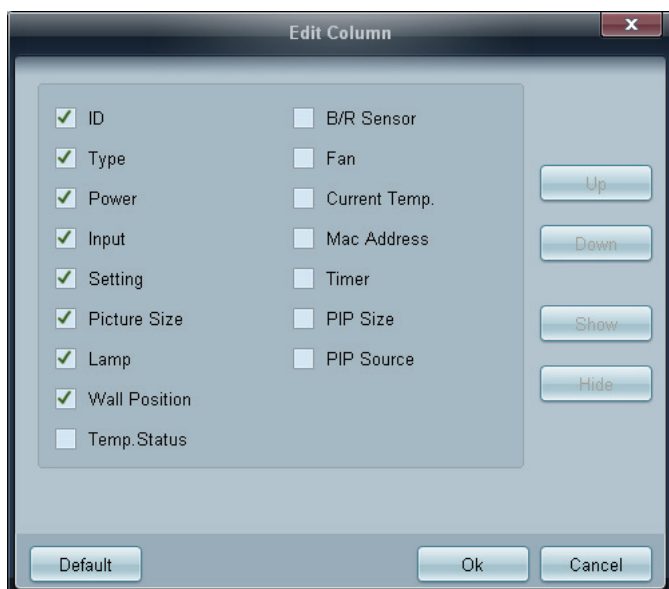 Edit Column
x
ID
Type
Power
Input
Setting
Picture Size
Lamp
Wall Position
Temp.Status
B/R Sensor
Fan
Current Temp.
Mac Address
Timer
PIP Size
PIP Source
Up
Down
Show
Hide
Default
Ok
Cancel